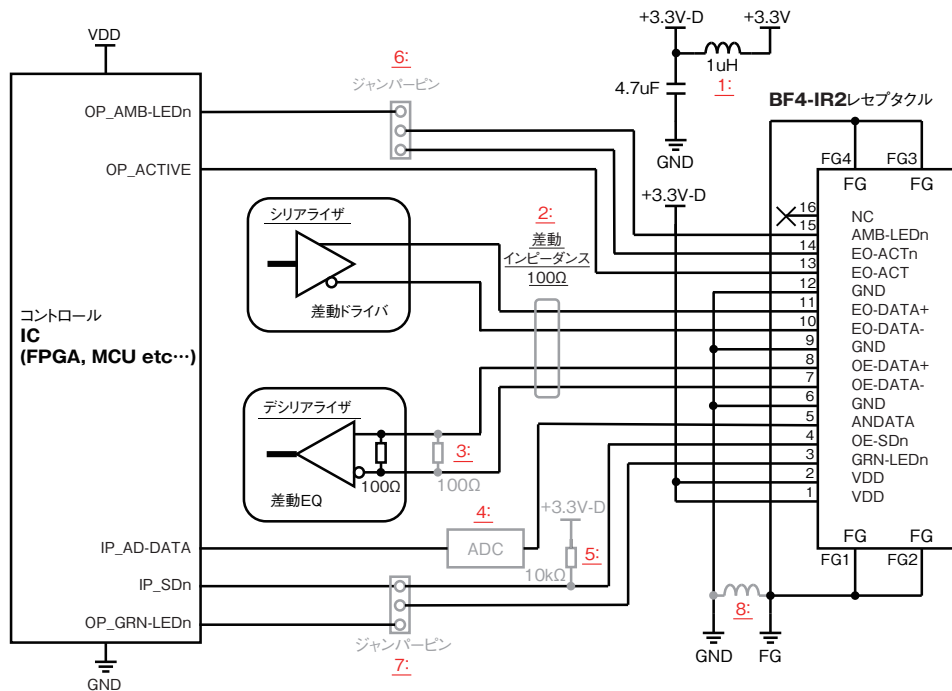 +3.3V-D
+3.3V
1uH
1:
4.7uF
GND
VDD
6:
ジャンパーピン
BF4-IR2レセプタクル
OP_AMB-LEDn
OP_ACTIVE
FG4
FG3
FG
FG
+3.3V-D
シリアライザ
差動ドライバ
2:
差動
インピーダンス
100Ω
16
NC
15
AMB-LEDn
14
EO-ACTn
13
EO-ACT
12
GND
11
EO-DATA+
10
EO-DATA-
9
GND
8
OE-DATA+
7
OE-DATA-
6
GND
5
ANDATA
4
OE-SDn
3
GRN-LEDn
2
VDD
1
VDD
コントロール
IC
(FPGA, MCU etc…)
デシリアライザ
100Ω
差動EQ
3:
100Ω
4:
ADC
+3.3V-D
5:
10kΩ
FG
FG
FG1
FG2
IP_AD-DATA
IP_SDn
OP_GRN-LEDn
ジャンパーピン
7:
8:
GND
FG
GND